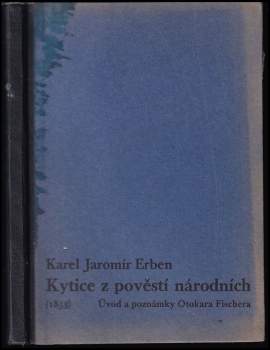 Karel Jaromír Erben
Kytice z pověstí národních
(1853) Úvod a poznámky Otokara Fischera